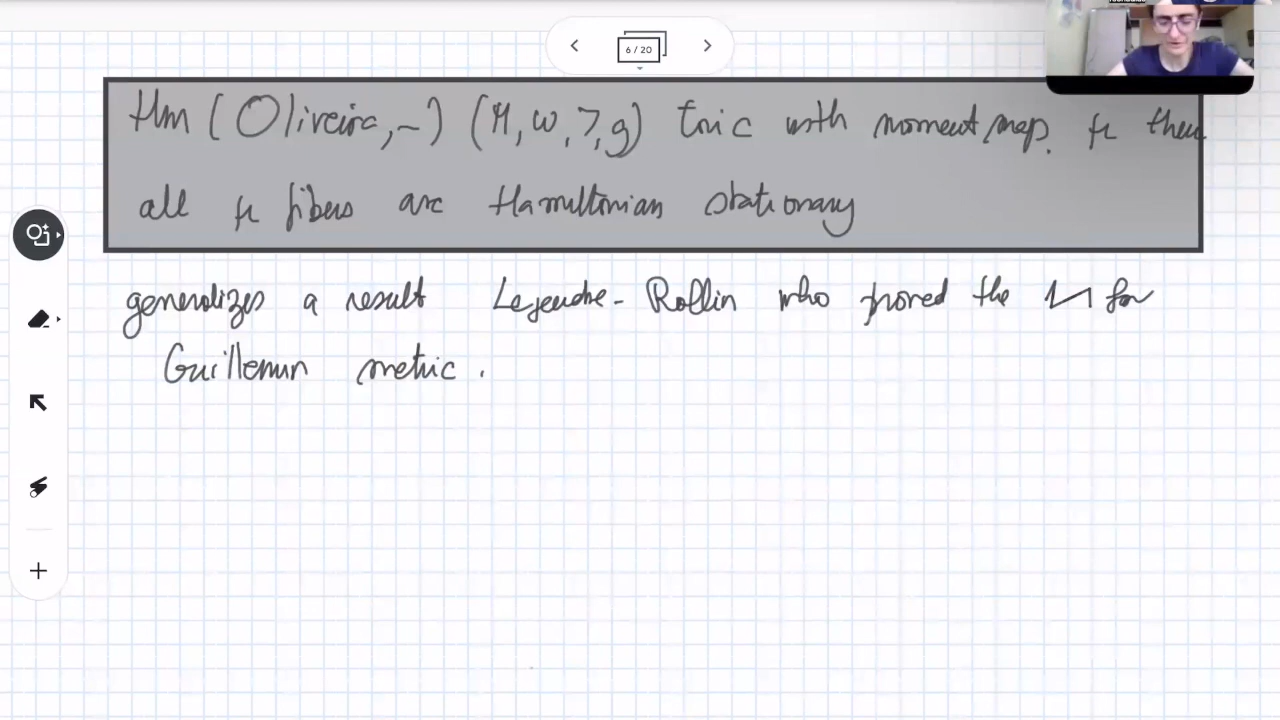 6 / 20
thm (Oliveira, ~) (M, ω, J, g) toric with moment map μ then
all μ fibers are Hamiltonian stationary
generalizes a result Legendre - Rollin who proved the for
Guillemin metric.